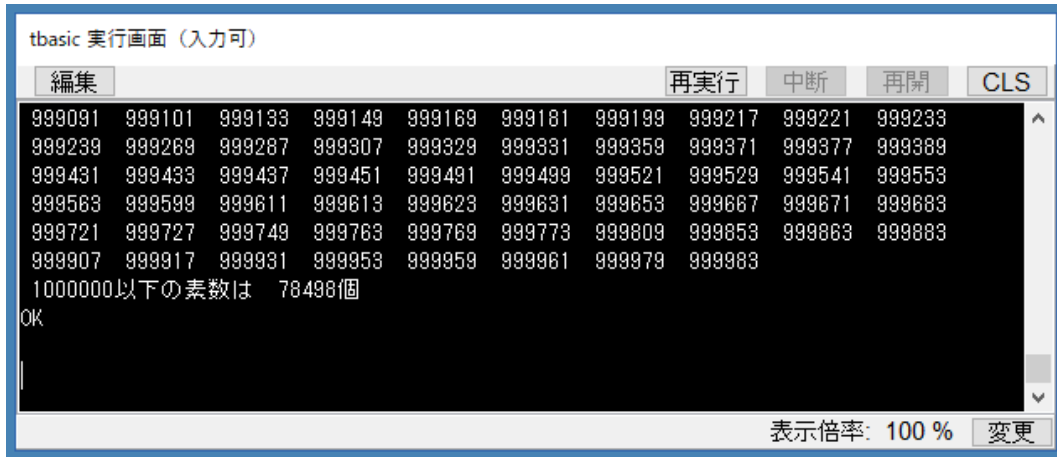 tbasic 実行画面（入力可）
編集 再実行 中断 再開 CLS
999091 999101 999133 999149 999169 999181 999199 999217 999221 999233
999239 999269 999287 999307 999329 999331 999359 999371 999377 999389
999431 999433 999437 999451 999491 999499 999521 999529 999541 999553
999563 999599 999611 999613 999623 999631 999653 999667 999671 999683
999721 999727 999749 999763 999769 999773 999809 999853 999863 999883
999907 999917 999931 999953 999959 999961 999979 999983
1000000以下の素数は 78498個
OK
表示倍率: 100 % 変更